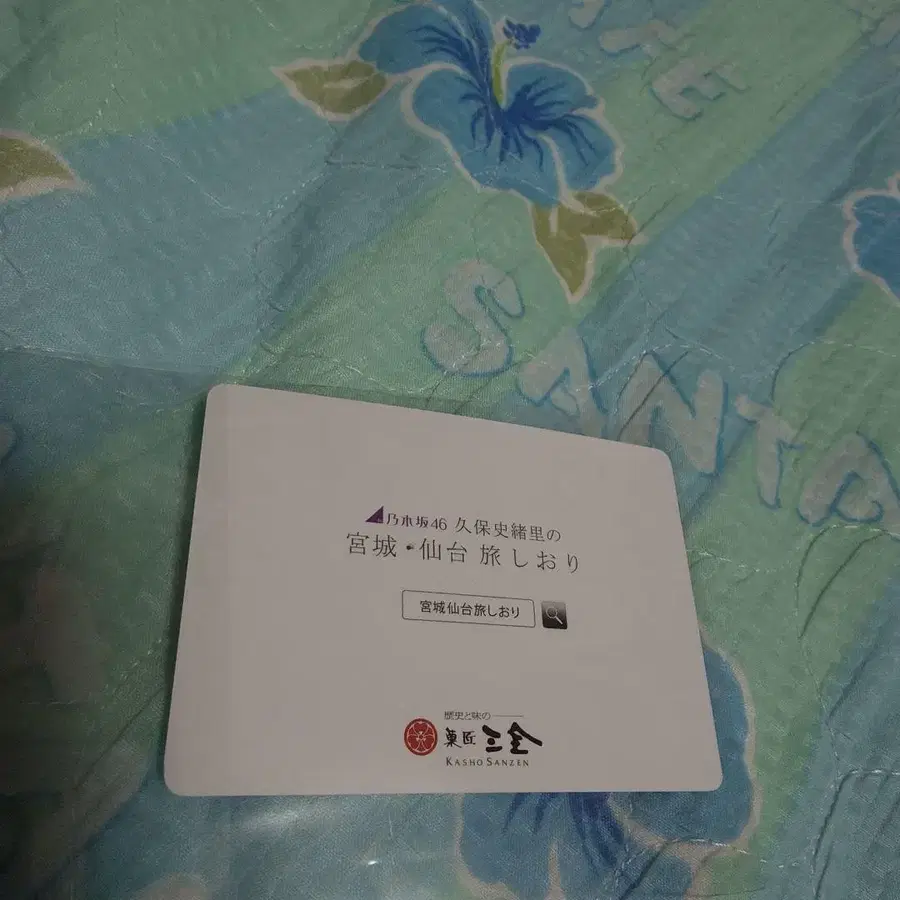 TE
SANTA
乃木坂46 久保史緒里の
宮城・仙台 旅しおり
宮城仙台旅しおり
歴史と味の
菓匠 三全
KASHO SANZEN